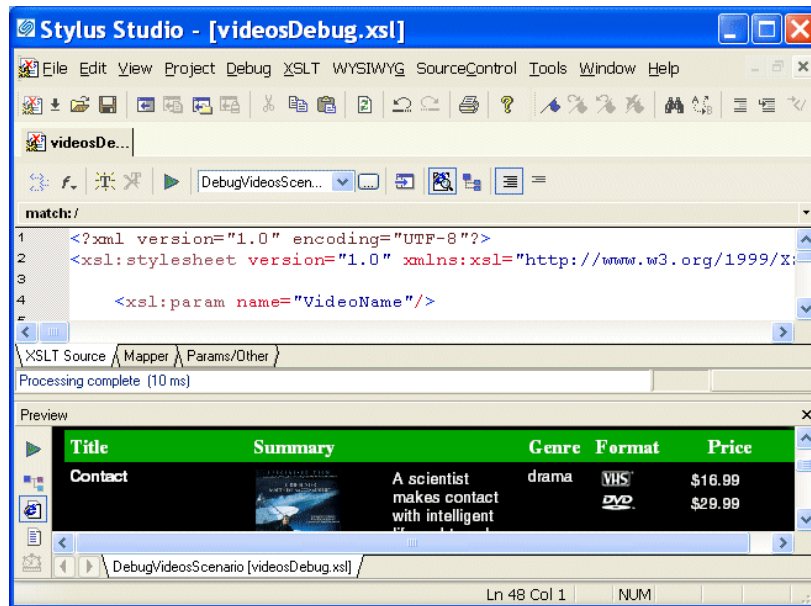 Stylus Studio - [videosDebug.xsl]
File Edit View Project Debug XSLT WYSIWYG SourceControl Tools Window Help
videosDe...
DebugVideosScen...
match:/
1 <?xml version="1.0" encoding="UTF-8"?>
2 <xsl:stylesheet version="1.0" xmlns:xsl="http://www.w3.org/1999/X
3
4 <xsl:param name="VideoName"/>
XSLT Source Mapper Params/Other
Processing complete (10 ms)
Preview
Title Summary Genre Format Price
Contact A scientist drama VHS $16.99
makes contact DVD $29.99
with intelligent
DebugVideosScenario [videosDebug.xsl]
Ln 48 Col 1 NUM